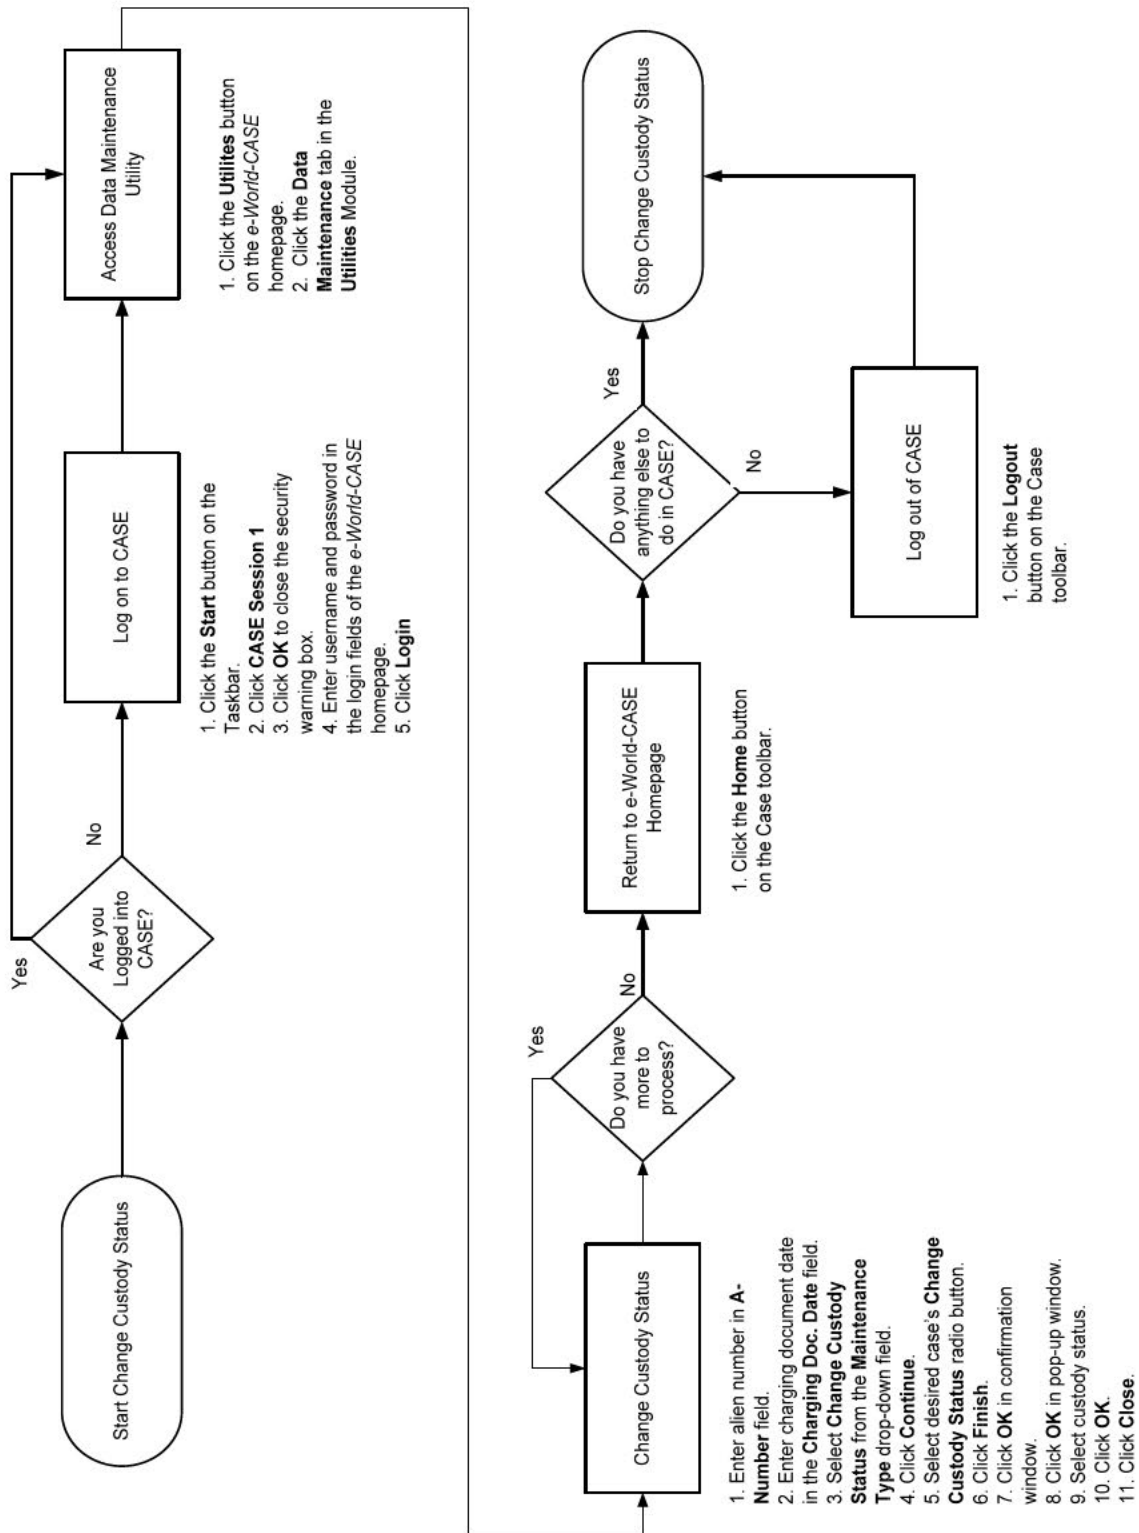 Start Change Custody Status
Are you
Logged into
CASE?
Yes
No
Log on to CASE
1. Click the Start button on the
Taskbar.
2. Click CASE Session 1
3. Click OK to close the security
warning box.
4. Enter username and password in
the login fields of the e-World-CASE
homepage.
5. Click Login
Access Data Maintenance
Utility
1. Click the Utilites button
on the e-World-CASE
homepage.
2. Click the Data
Maintenance tab in the
Utilities Module.
Change Custody Status
1. Enter alien number in A-
Number field.
2. Enter charging document date
in the Charging Doc. Date field.
3. Select Change Custody
Status from the Maintenance
Type drop-down field.
4. Click Continue.
5. Select desired case's Change
Custody Status radio button.
6. Click Finish.
7. Click OK in confirmation
window.
8. Click OK in pop-up window.
9. Select custody status.
10. Click OK.
11. Click Close.
Do you have
more to
process?
Yes
No
Return to e-World-CASE
Homepage
1. Click the Home button
on the Case toolbar.
Do you have
anything else to
do in CASE?
Yes
No
Log out of CASE
1. Click the Logout
button on the Case
toolbar.
Stop Change Custody Status